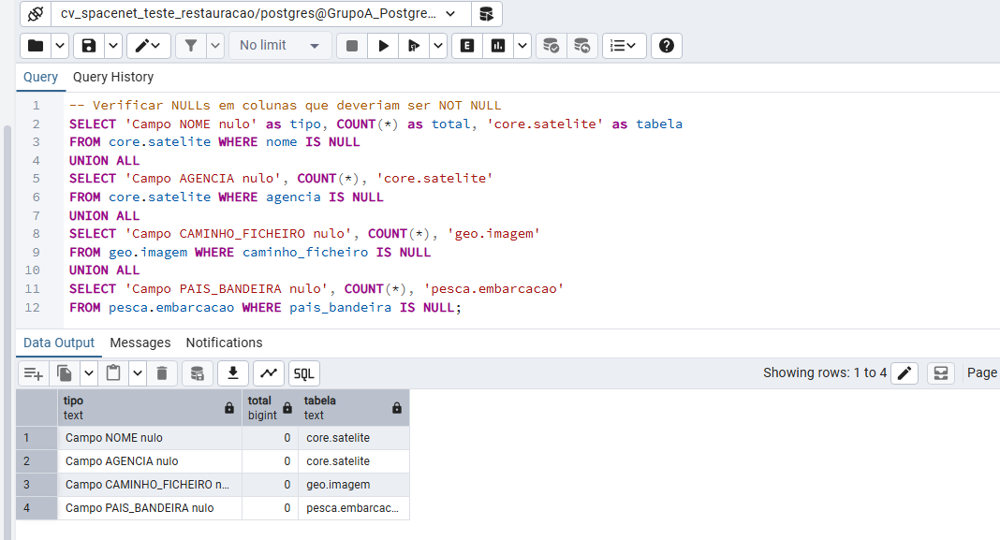 cv_spacenet_teste_restauracao/postgres@GrupoA_Postgre...
No limit
E
Query Query History
1 -- Verificar NULLs em colunas que deveriam ser NOT NULL
2 SELECT 'Campo NOME nulo' as tipo, COUNT(*) as total, 'core.satelite' as tabela
3 FROM core.satelite WHERE nome IS NULL
4 UNION ALL
5 SELECT 'Campo AGENCIA nulo', COUNT(*), 'core.satelite'
6 FROM core.satelite WHERE agencia IS NULL
7 UNION ALL
8 SELECT 'Campo CAMINHO_FICHEIRO nulo', COUNT(*), 'geo.imagem'
9 FROM geo.imagem WHERE caminho_ficheiro IS NULL
10 UNION ALL
11 SELECT 'Campo PAIS_BANDEIRA nulo', COUNT(*), 'pesca.embarcacao'
12 FROM pesca.embarcacao WHERE pais_bandeira IS NULL;
Data Output Messages Notifications
SQL Showing rows: 1 to 4 Page
tipo total tabela
text bigint text
1 Campo NOME nulo 0 core.satelite
2 Campo AGENCIA nulo 0 core.satelite
3 Campo CAMINHO_FICHEIRO n... 0 geo.imagem
4 Campo PAIS_BANDEIRA nulo 0 pesca.embarcac...